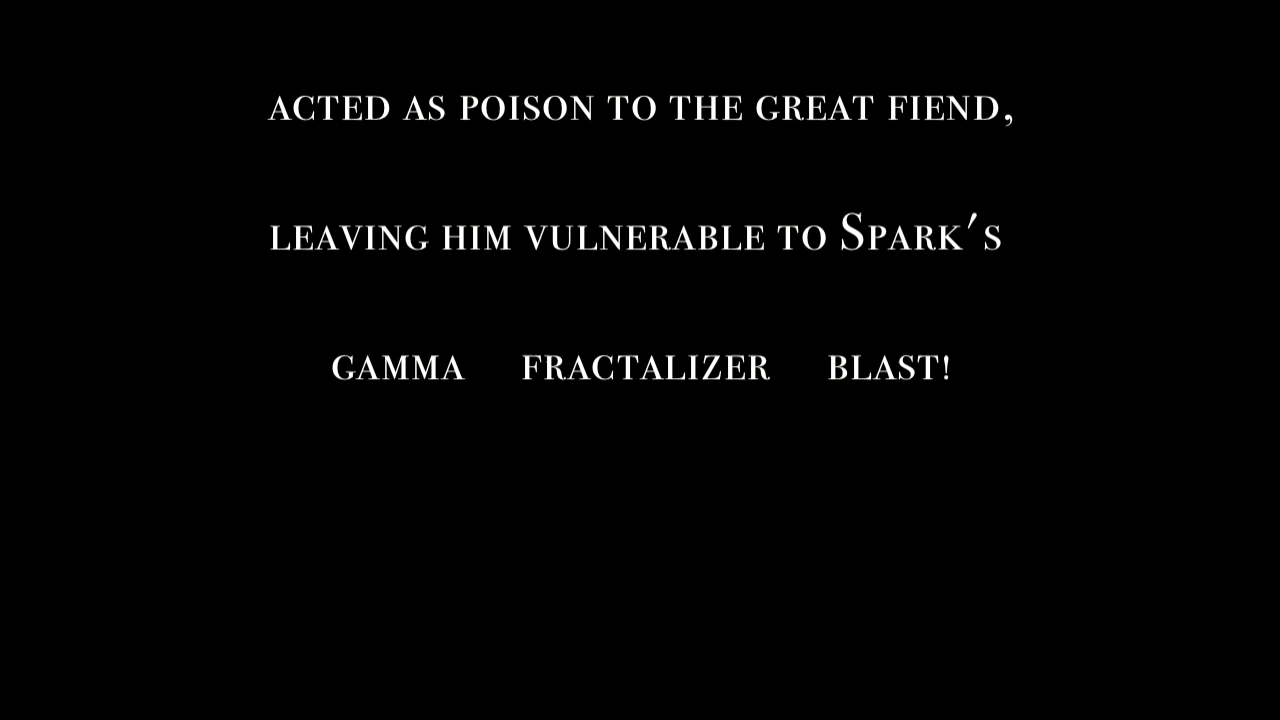 acted as poison to the great fiend,
leaving him vulnerable to Spark's
gamma fractalizer blast!